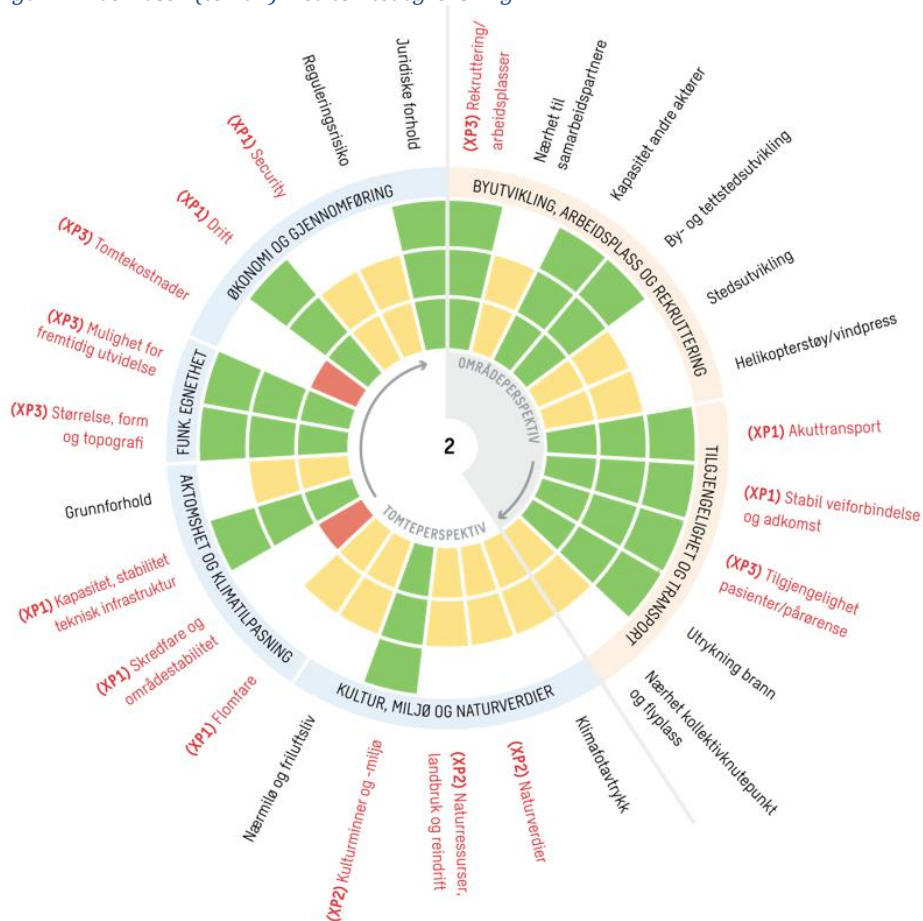 (XP3) Rekruttering/
arbeidsplasser
Nærhet til
samarbeidspartnere
Kapasitet andre aktører
By- og tettstedsutvikling
Stedsutvikling
Helikopterstøy/vindpress
(XP1) Akuttransport
(XP1) Stabil veiforbindelse
og adkomst
(XP3) Tilgjengelighet
pasienter/pårørense
Utrykning brann
Nærhet kollektivknutepunkt
og flyplass
Klimafotavtrykk
(XP2) Naturverdier
(XP2) Naturressurser,
landbruk og reindrift
(XP2) Kulturminner og -miljø
Nærmilø og friluftsliv
(XP1) Flomfare
(XP1) Skredfare og
områdestabilitet
(XP1) Kapasitet, stabilitet
teknisk infrastruktur
Grunnforhold
(XP3) Størrelse, form
og topografi
(XP3) Mulighet for
fremtidig utvidelse
(XP3) Tomtekostnader
(XP1) Drift
(XP1) Security
Reguleringsrisiko
Juridiske forhold
BYUTVIKLING, ARBEIDSPLASS OG REKRUTTERING
TILGJENGELIGHET OG TRANSPORT
KULTUR, MILJØ OG NATURVERDIER
AKTOMSHET OG KLIMATILPASNING
FUNK. EGNETHET
ØKONOMI OG GJENNOMFØRING
OMRÅDEPERSPEKTIV
2
TOMTEPERSPEKTIV